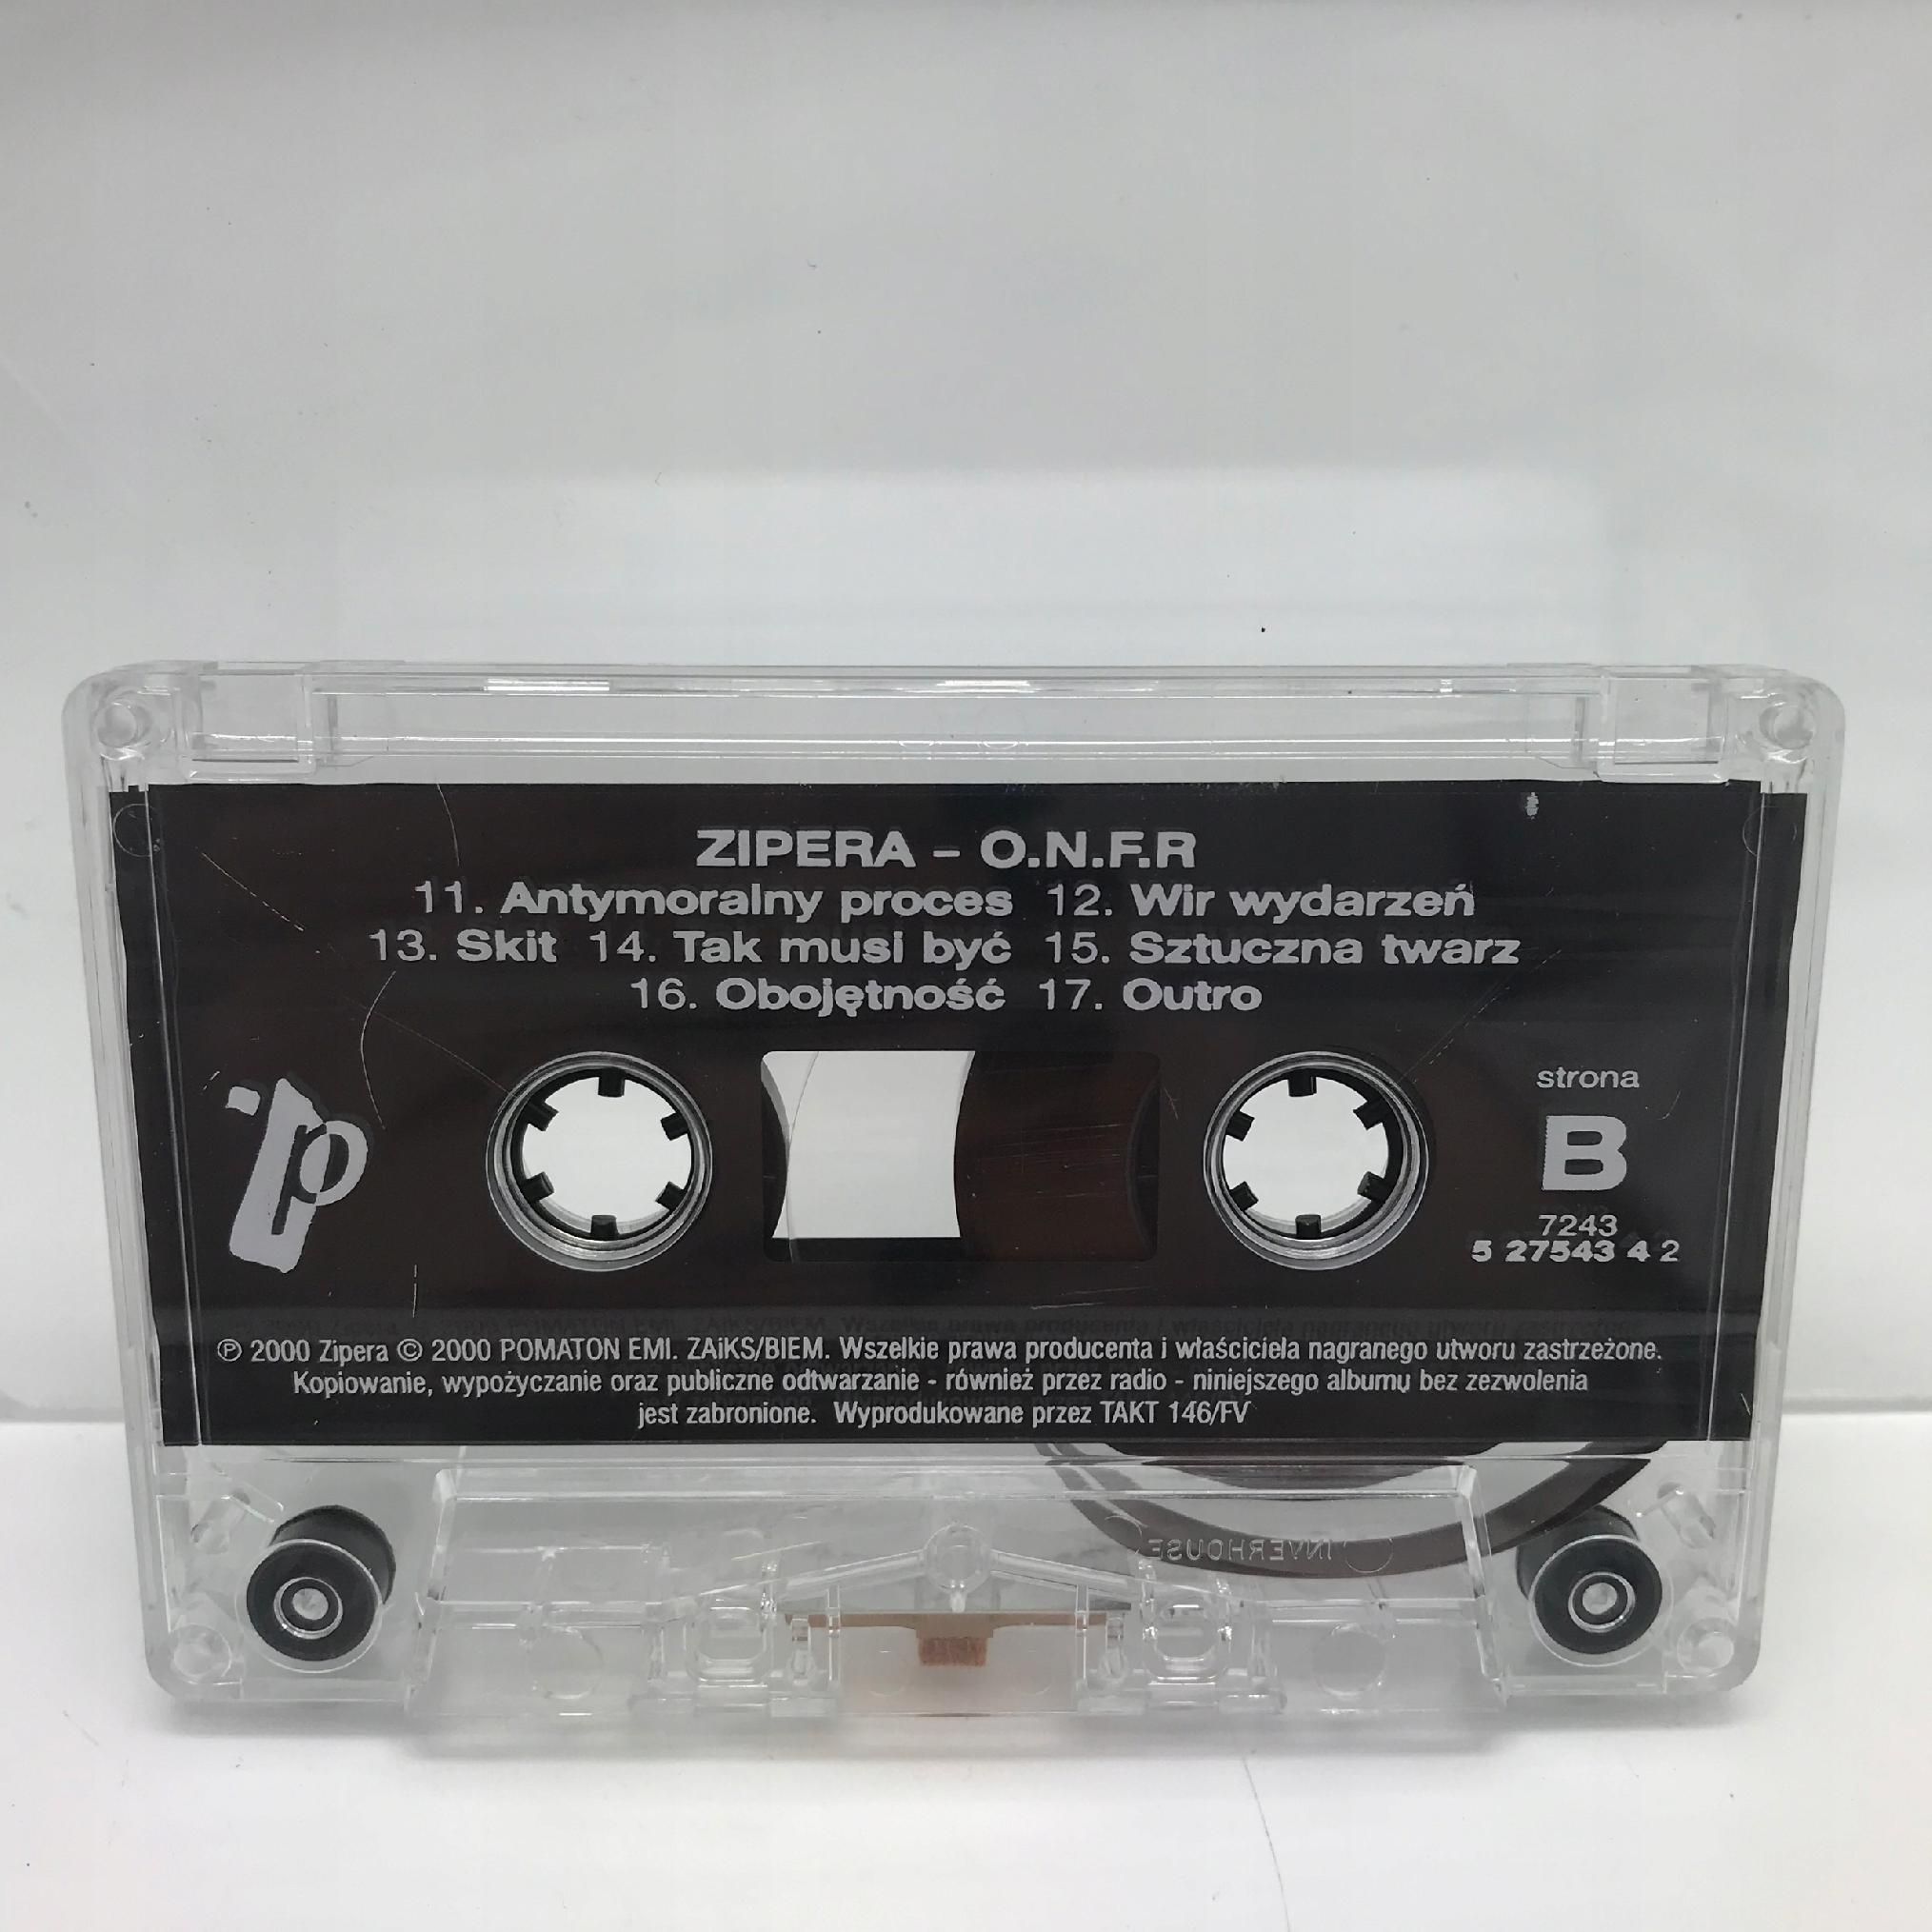 ZIPERA – O.N.F.R
11. Antymoralny proces 12. Wir wydarzeń
13. Skit 14. Tak musi być 15. Sztuczna twarz
16. Obojętność 17. Outro
p
strona
B
7243
5 27543 4 2
℗ 2000 Zipera © 2000 POMATON EMI. ZAiKS/BIEM. Wszelkie prawa producenta i właściciela nagranego utworu zastrzeżone.
Kopiowanie, wypożyczanie oraz publiczne odtwarzanie - również przez radio - niniejszego albumu bez zezwolenia
jest zabronione. Wyprodukowane przez TAKT 146/FV
INVERHOUSE